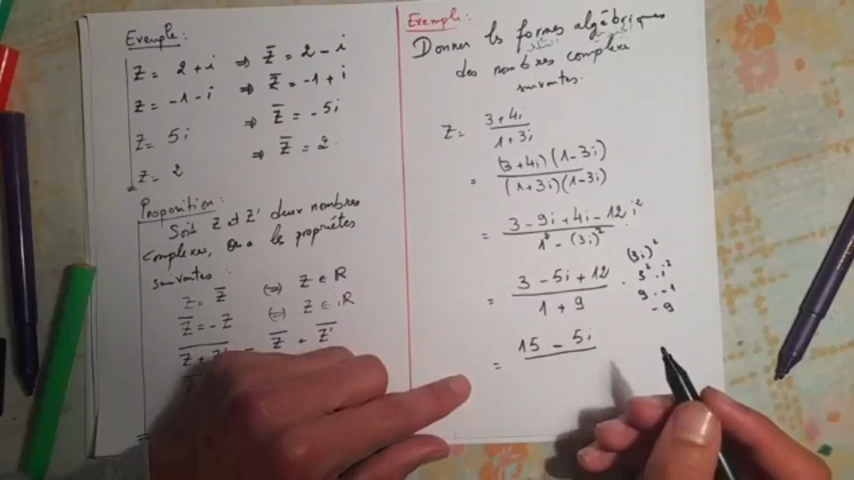 Exemple:
z = 2 + i ⇒ z̄ = 2 - i
z = -1 - i ⇒ z̄ = -1 + i
z = 5i ⇒ z̄ = -5i
z = 2 ⇒ z̄ = 2
Proposition:
Soit z et z' deux nombres
complexes, on a les propriétés
suivantes:
z = z̄ ⇔ z ∈ R
z̄ = -z ⇔ z ∈ iR
z̄ + z̄'
Exemple:
Donner les formes algébriques
des nombres complexe
suivantes.
z = (3+4i)/(1+3i)
= (3+4i)(1-3i)/(1+3i)(1-3i)
= (3 - 9i + 4i - 12i²)/(1² - (3i)²)
(3i)²
= (3 - 5i + 12)/(1 + 9)
3² · i²
9 · -1
-9
= 15 - 5i